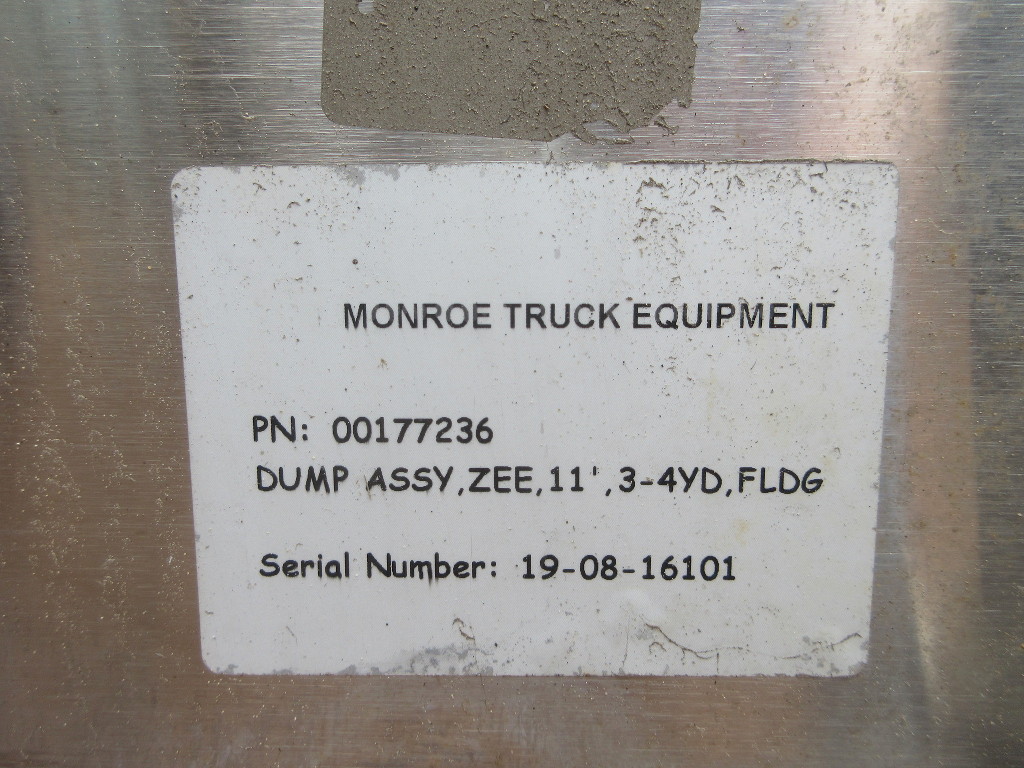 MONROE TRUCK EQUIPMENT
PN: 00177236
DUMP ASSY,ZEE,11',3-4YD,FLDG
Serial Number: 19-08-16101